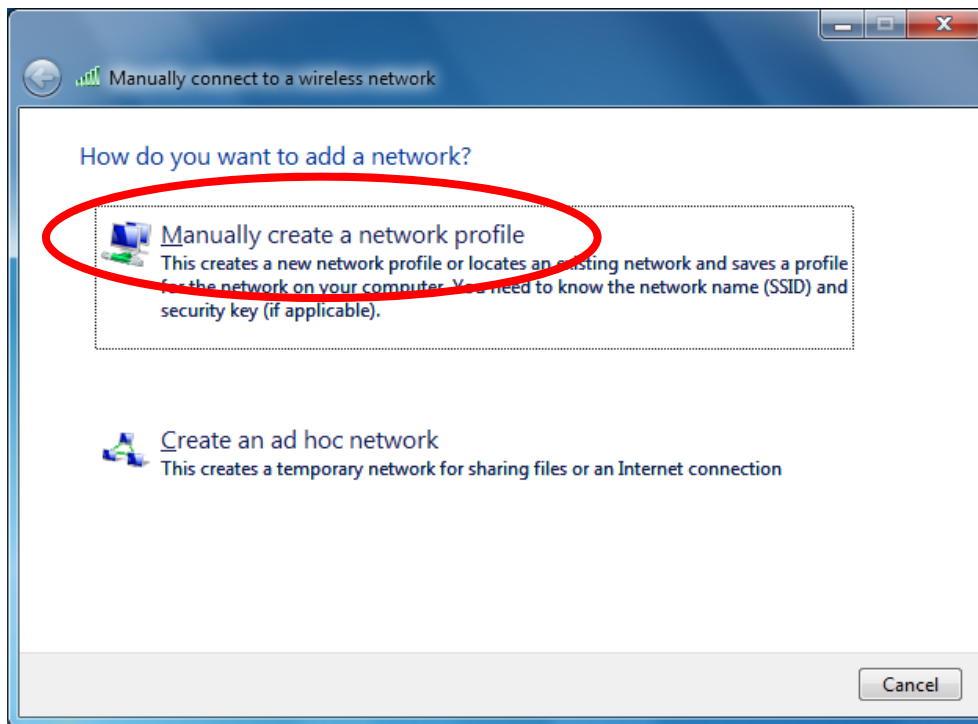 Manually connect to a wireless network
How do you want to add a network?
Manually create a network profile
This creates a new network profile or locates an existing network and saves a profile
for the network on your computer. You need to know the network name (SSID) and
security key (if applicable).
Create an ad hoc network
This creates a temporary network for sharing files or an Internet connection
Cancel